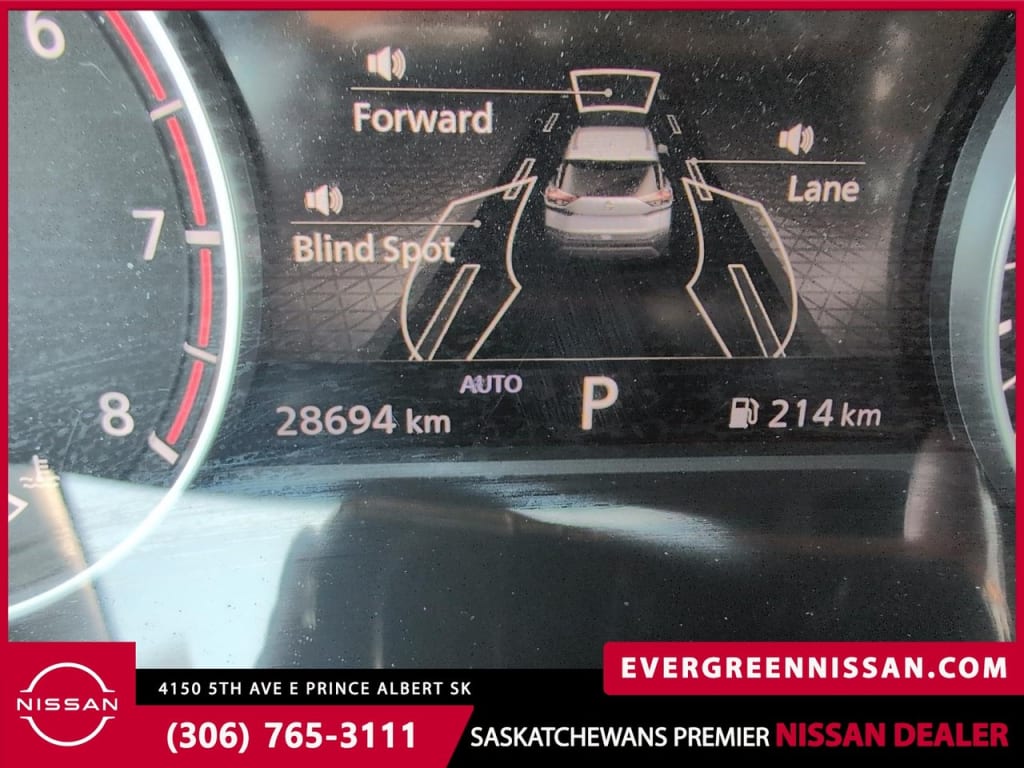 6
Forward
Lane
7
Blind Spot
AUTO
8
28694 km
P
214 km
EVERGREENNISSAN.COM
4150 5TH AVE E PRINCE ALBERT SK
NISSAN
(306) 765-3111
SASKATCHEWANS PREMIER NISSAN DEALER